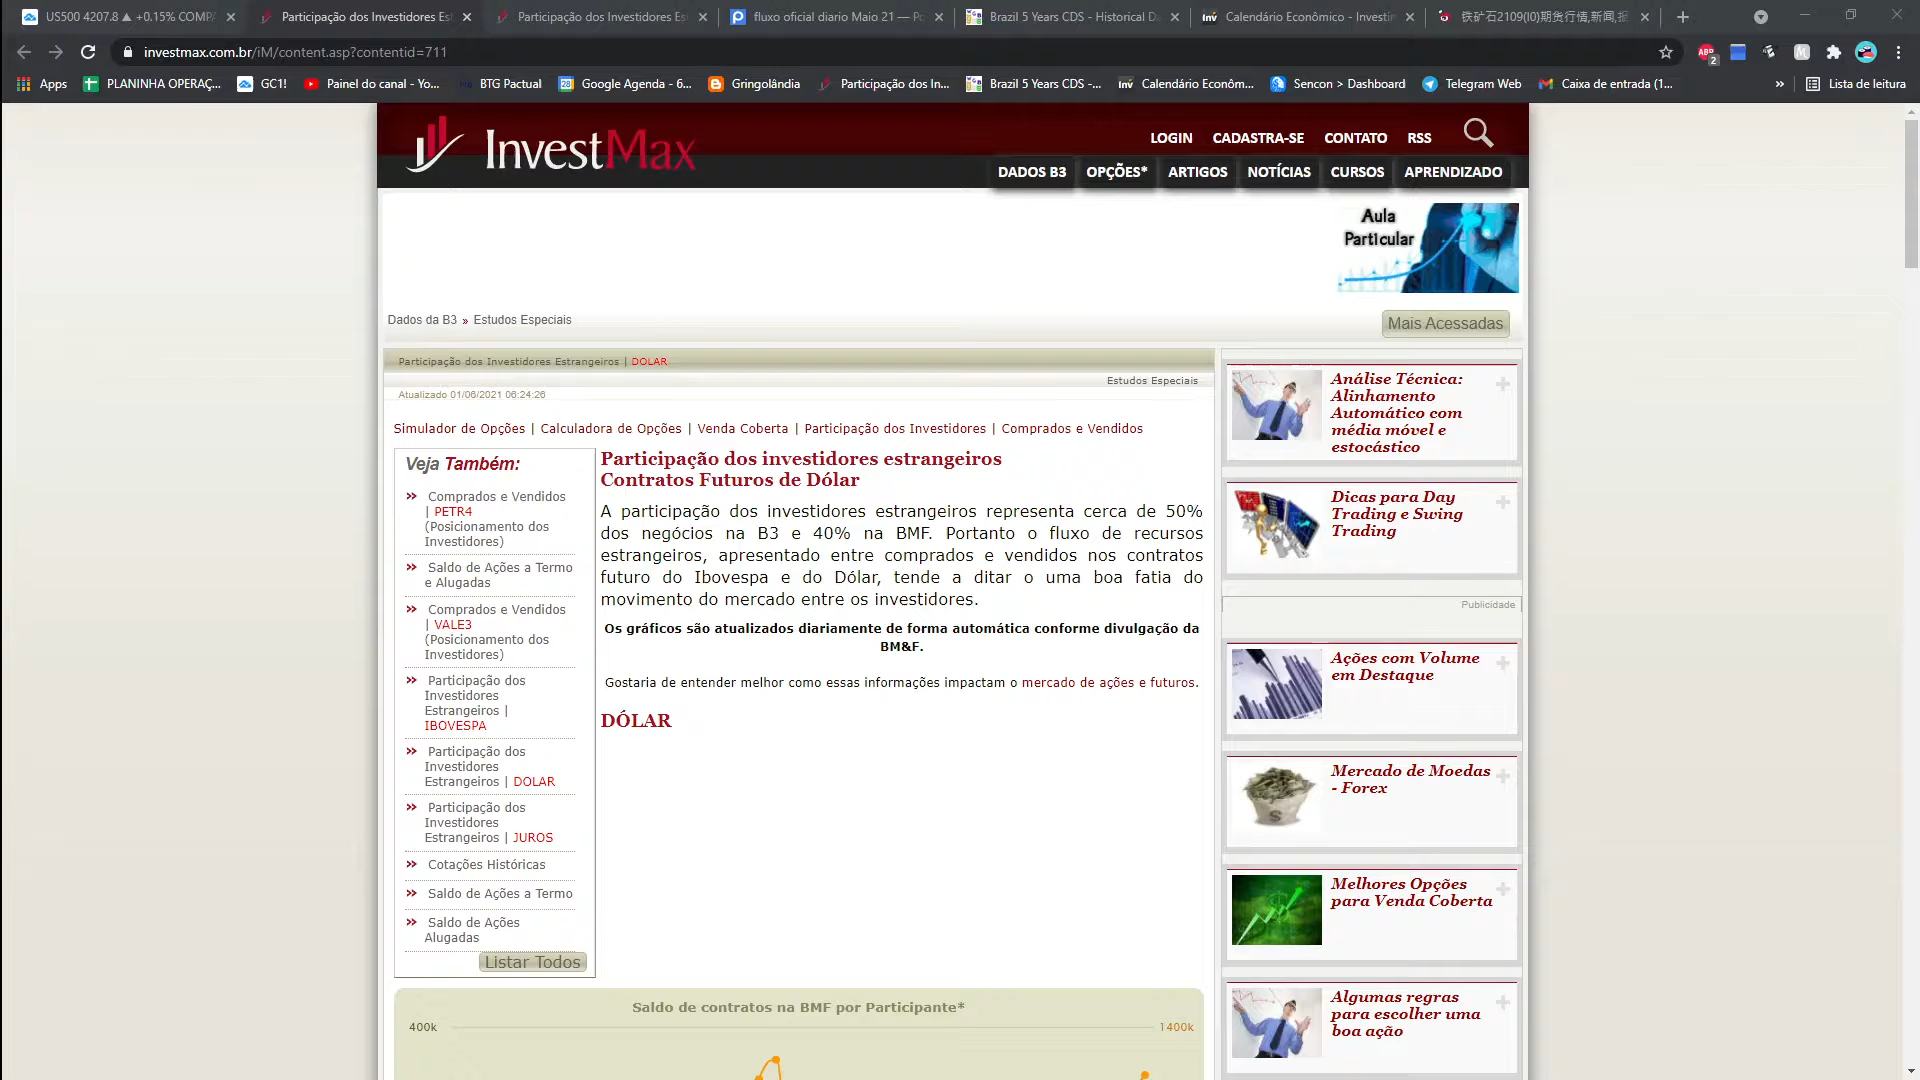 US500 4207.8 ▲ +0.15% COMPA
Participação dos Investidores Es
Participação dos Investidores Es
fluxo oficial diario Maio 21 — Po
Brazil 5 Years CDS - Historical Da
Calendário Econômico - Investin
铁矿石2109(I0)期货行情,新闻,报
investmax.com.br/iM/content.asp?contentid=711
Apps
PLANINHA OPERAÇ...
GC1!
Painel do canal - Yo...
BTG Pactual
Google Agenda - 6...
Gringolândia
Participação dos In...
Brazil 5 Years CDS -...
Calendário Econôm...
Sencon > Dashboard
Telegram Web
Caixa de entrada (1...
»
Lista de leitura
InvestMax
LOGIN CADASTRA-SE CONTATO RSS
DADOS B3 OPÇÕES* ARTIGOS NOTÍCIAS CURSOS APRENDIZADO
Aula
Particular
Dados da B3 » Estudos Especiais
Mais Acessadas
Participação dos Investidores Estrangeiros | DOLAR
Estudos Especiais
Atualizado 01/06/2021 06:24:26
Simulador de Opções | Calculadora de Opções | Venda Coberta | Participação dos Investidores | Comprados e Vendidos
Veja Também:
Comprados e Vendidos
| PETR4
(Posicionamento dos
Investidores)
Saldo de Ações a Termo
e Alugadas
Comprados e Vendidos
| VALE3
(Posicionamento dos
Investidores)
Participação dos
Investidores
Estrangeiros |
IBOVESPA
Participação dos
Investidores
Estrangeiros | DOLAR
Participação dos
Investidores
Estrangeiros | JUROS
Cotações Históricas
Saldo de Ações a Termo
Saldo de Ações
Alugadas
Listar Todos
Participação dos investidores estrangeiros
Contratos Futuros de Dólar
A participação dos investidores estrangeiros representa cerca de 50%
dos negócios na B3 e 40% na BMF. Portanto o fluxo de recursos
estrangeiros, apresentado entre comprados e vendidos nos contratos
futuro do Ibovespa e do Dólar, tende a ditar o uma boa fatia do
movimento do mercado entre os investidores.
Os gráficos são atualizados diariamente de forma automática conforme divulgação da
BM&F.
Gostaria de entender melhor como essas informações impactam o mercado de ações e futuros.
DÓLAR
Saldo de contratos na BMF por Participante*
400k
1400k
Análise Técnica:
Alinhamento
Automático com
média móvel e
estocástico
Dicas para Day
Trading e Swing
Trading
Publicidade
Ações com Volume
em Destaque
Mercado de Moedas
- Forex
Melhores Opções
para Venda Coberta
Algumas regras
para escolher uma
boa ação